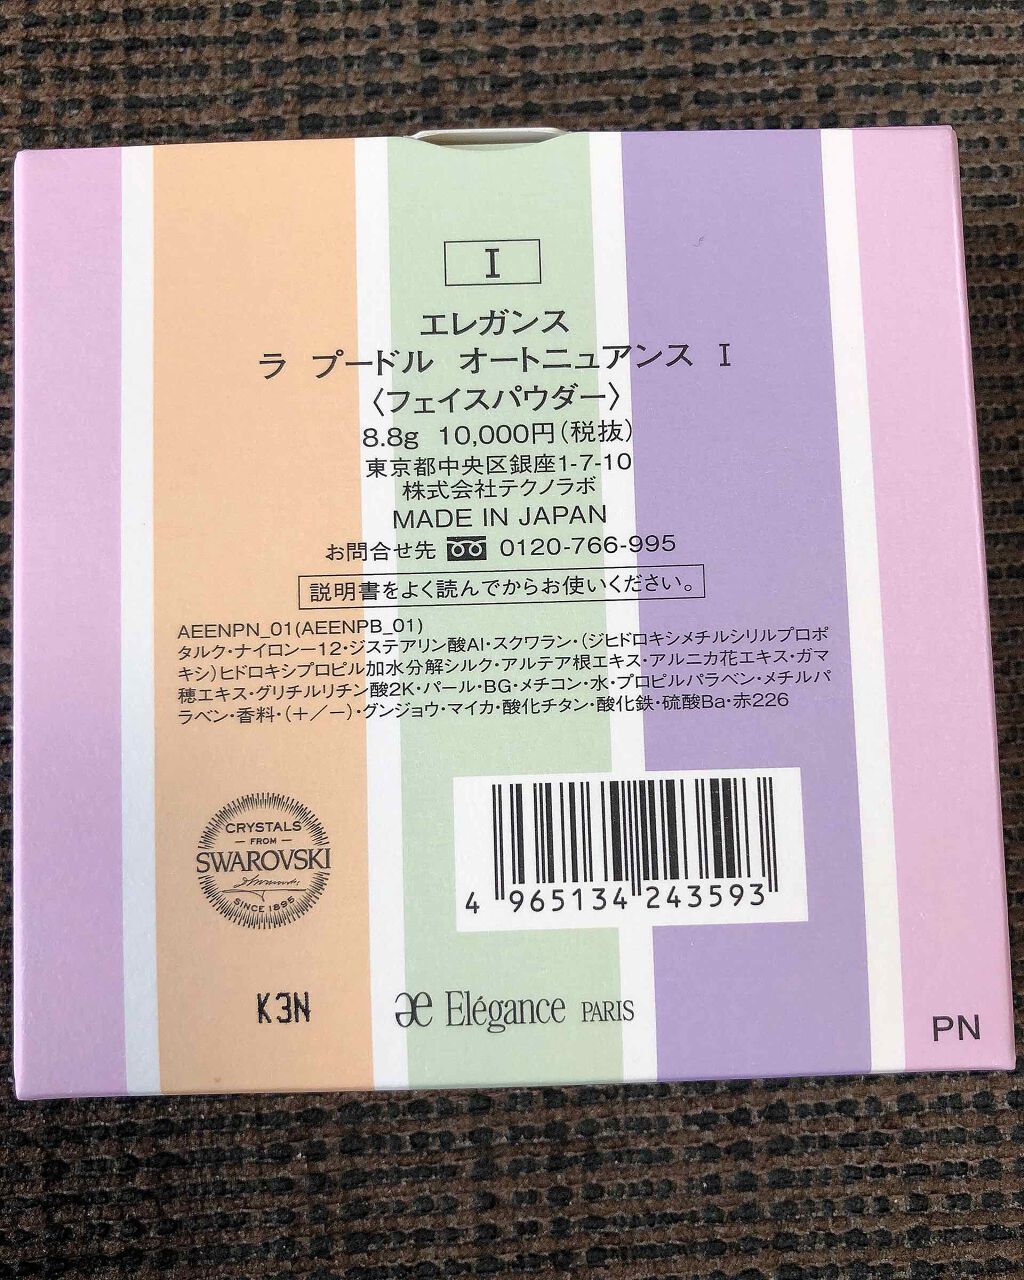 I
エレガンス
ラ プードル オートニュアンス I
〈フェイスパウダー〉
8.8g 10,000円(税抜)
東京都中央区銀座1-7-10
株式会社テクノラボ
MADE IN JAPAN
お問合せ先 0120-766-995
説明書をよく読んでからお使いください。
AEENPN_01(AEENPB_01)
タルク・ナイロン－12・ジステアリン酸Al・スクワラン・(ジヒドロキシメチルシリルプロポ
キシ)ヒドロキシプロピル加水分解シルク・アルテア根エキス・アルニカ花エキス・ガマ
穂エキス・グリチルリチン酸2K・パール・BG・メチコン・水・プロピルパラベン・メチルパ
ラベン・香料・(＋／－)・グンジョウ・マイカ・酸化チタン・酸化鉄・硫酸Ba・赤226
CRYSTALS
— FROM —
SWAROVSKI
SINCE 1895
4 965134 243593
K3N
æ Elégance PARIS
PN